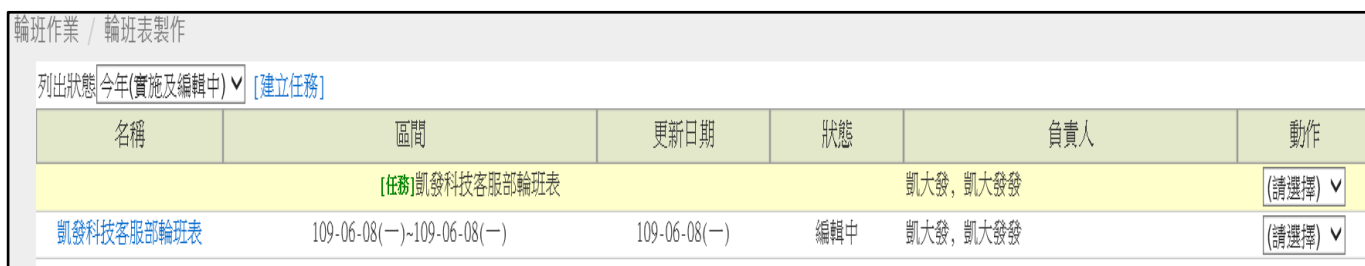 輪班作業 / 輪班表製作
列出狀態 今年(實施及編輯中) [建立任務]
名稱 區間 更新日期 狀態 負責人 動作
[任務]凱發科技客服部輪班表 凱大發, 凱大發發 (請選擇)
凱發科技客服部輪班表 109-06-08(一)~109-06-08(一) 109-06-08(一) 編輯中 凱大發, 凱大發發 (請選擇)